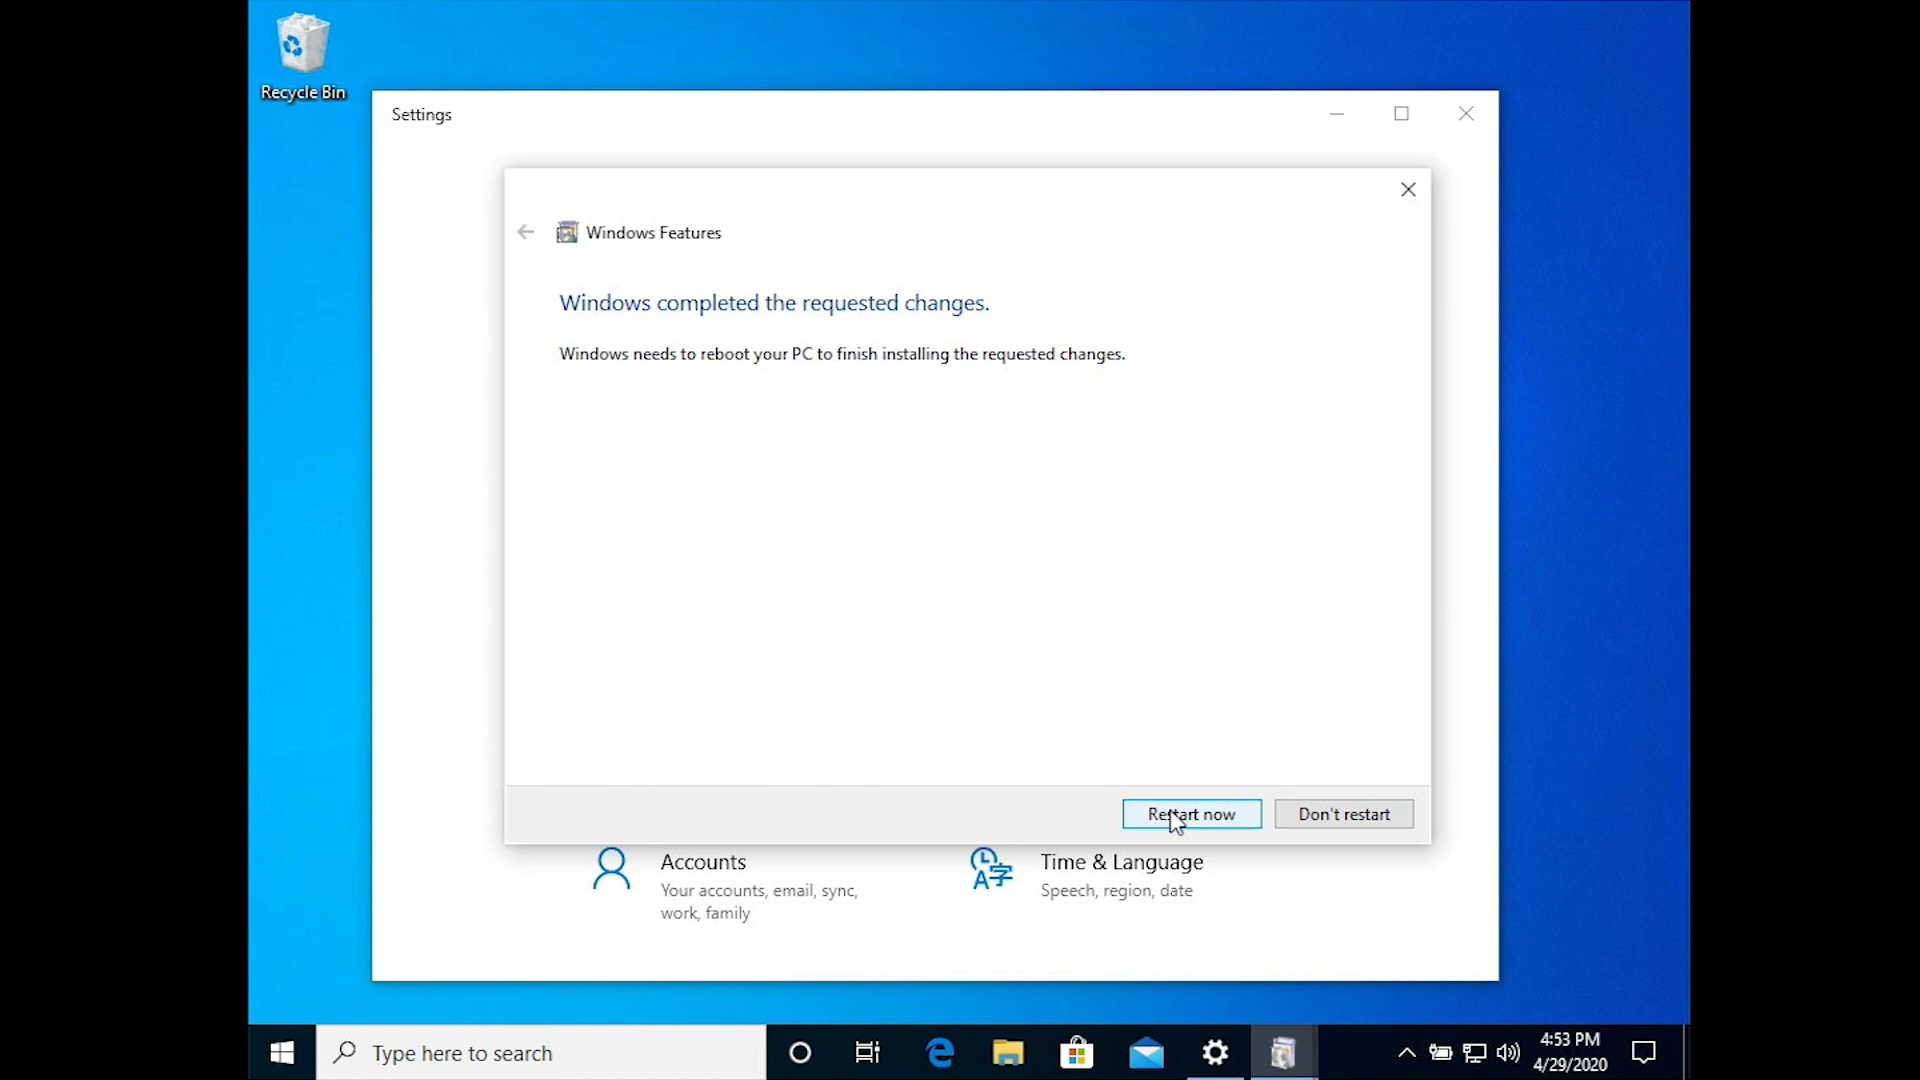 Recycle Bin
Settings
Windows Features
Windows completed the requested changes.
Windows needs to reboot your PC to finish installing the requested changes.
Restart now
Don't restart
Accounts
Your accounts, email, sync,
work, family
Time & Language
Speech, region, date
Type here to search
4:53 PM
4/29/2020